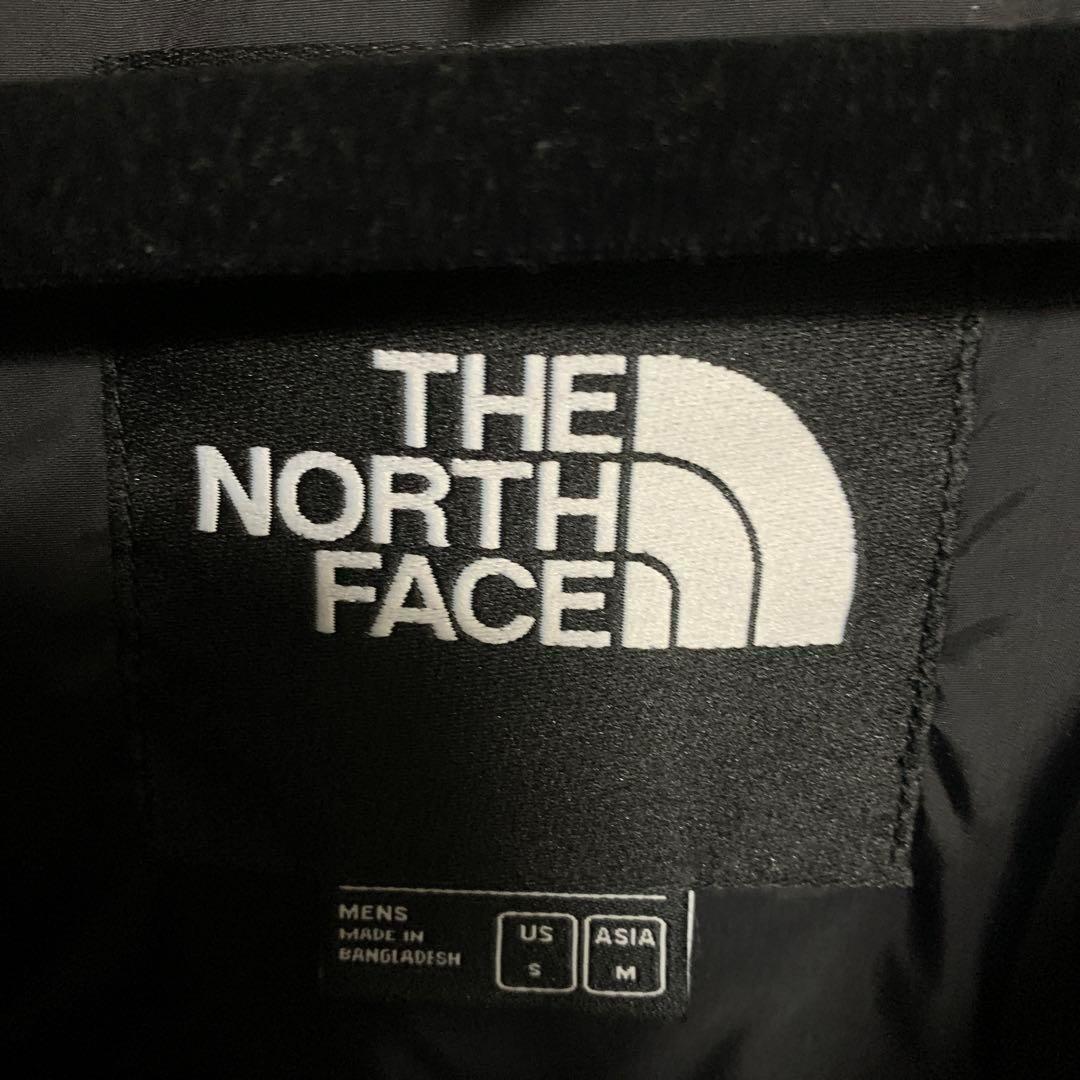 THE
NORTH
FACE
MENS
MADE IN
BANGLADESH
US
S
ASIA
M